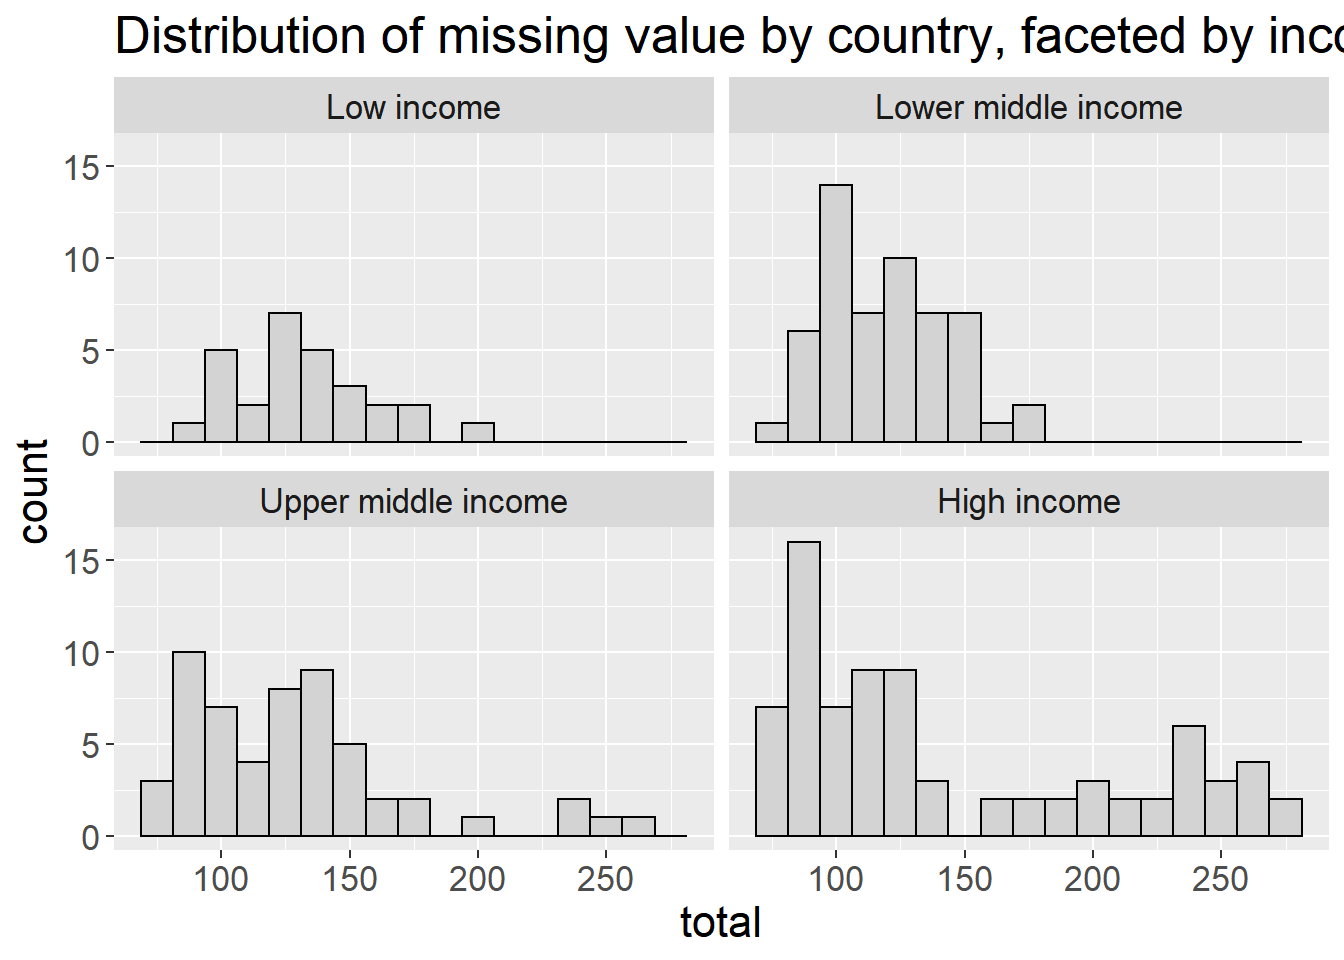 Distribution of missing value by country, faceted by inco
Low income
Lower middle income
15
10
5
0
Upper middle income
High income
15
10
5
0
count
100 150 200 250
100 150 200 250
total